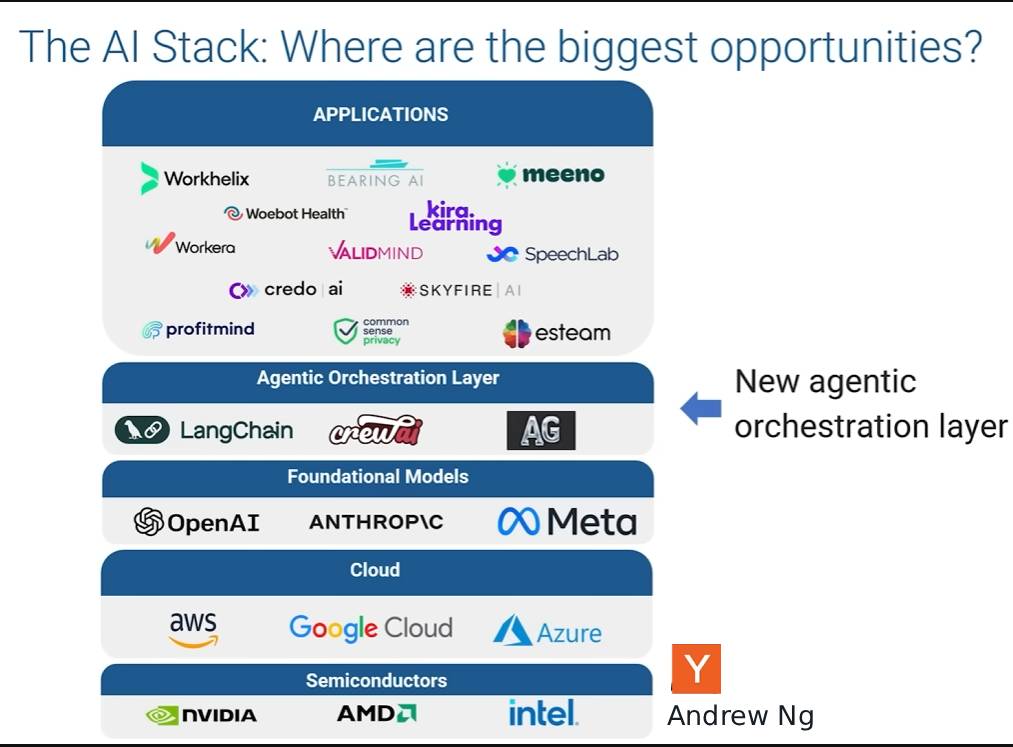 The AI Stack: Where are the biggest opportunities?
APPLICATIONS
Workhelix
BEARING AI
meeno
Woebot Health
kira
Learning
Workera
VALIDMIND
SpeechLab
credo | ai
SKYFIRE | AI
profitmind
common
sense
privacy
esteam
Agentic Orchestration Layer
LangChain
crewai
AG
New agentic
orchestration layer
Foundational Models
OpenAI
ANTHROP\C
Meta
Cloud
aws
Google Cloud
Azure
Semiconductors
NVIDIA
AMD
intel.
Y
Andrew Ng